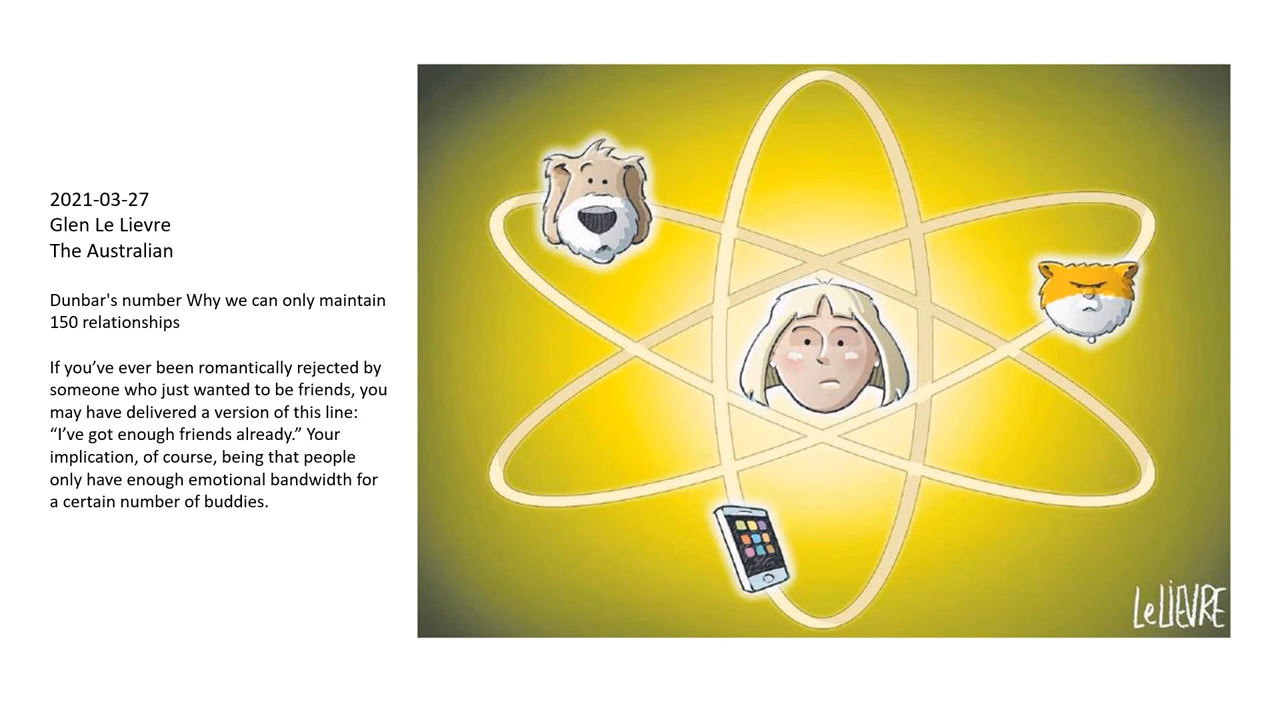 2021-03-27
Glen Le Lievre
The Australian
Dunbar's number Why we can only maintain
150 relationships
If you’ve ever been romantically rejected by
someone who just wanted to be friends, you
may have delivered a version of this line:
“I’ve got enough friends already.” Your
implication, of course, being that people
only have enough emotional bandwidth for
a certain number of buddies.
LeLIEVRE